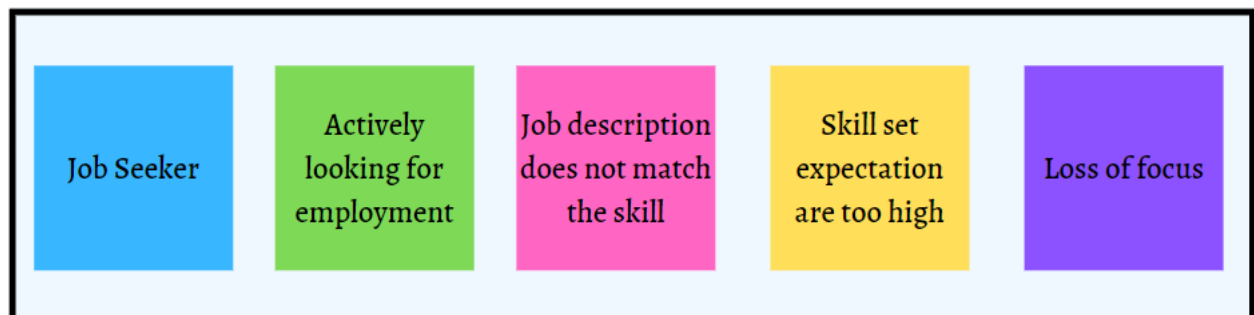 Job Seeker
Actively
looking for
employment
Job description
does not match
the skill
Skill set
expectation
are too high
Loss of focus